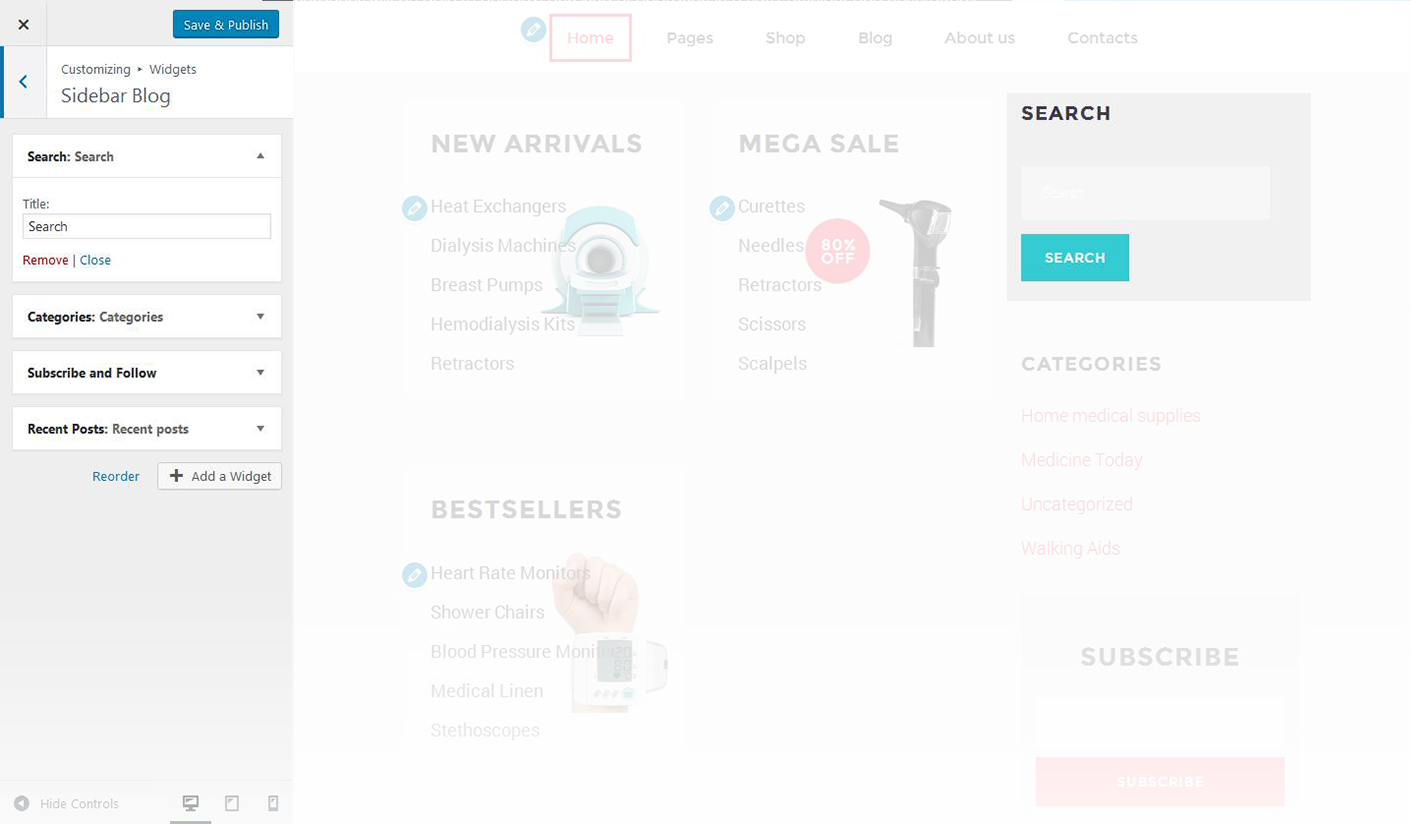 Save & Publish
Customizing ▸ Widgets
Sidebar Blog
Search: Search
Title:
Search
Remove | Close
Categories: Categories
Subscribe and Follow
Recent Posts: Recent posts
Reorder
Add a Widget
Hide Controls
Home
Pages
Shop
Blog
About us
Contacts
NEW ARRIVALS
Heat Exchangers
Dialysis Machines
Breast Pumps
Hemodialysis Kits
Retractors
MEGA SALE
Curettes
Needles
Retractors
Scissors
Scalpels
80%
OFF
BESTSELLERS
Heart Rate Monitors
Shower Chairs
Blood Pressure Monitors
Medical Linen
Stethoscopes
SEARCH
Search
SEARCH
CATEGORIES
Home medical supplies
Medicine Today
Uncategorized
Walking Aids
SUBSCRIBE
SUBSCRIBE